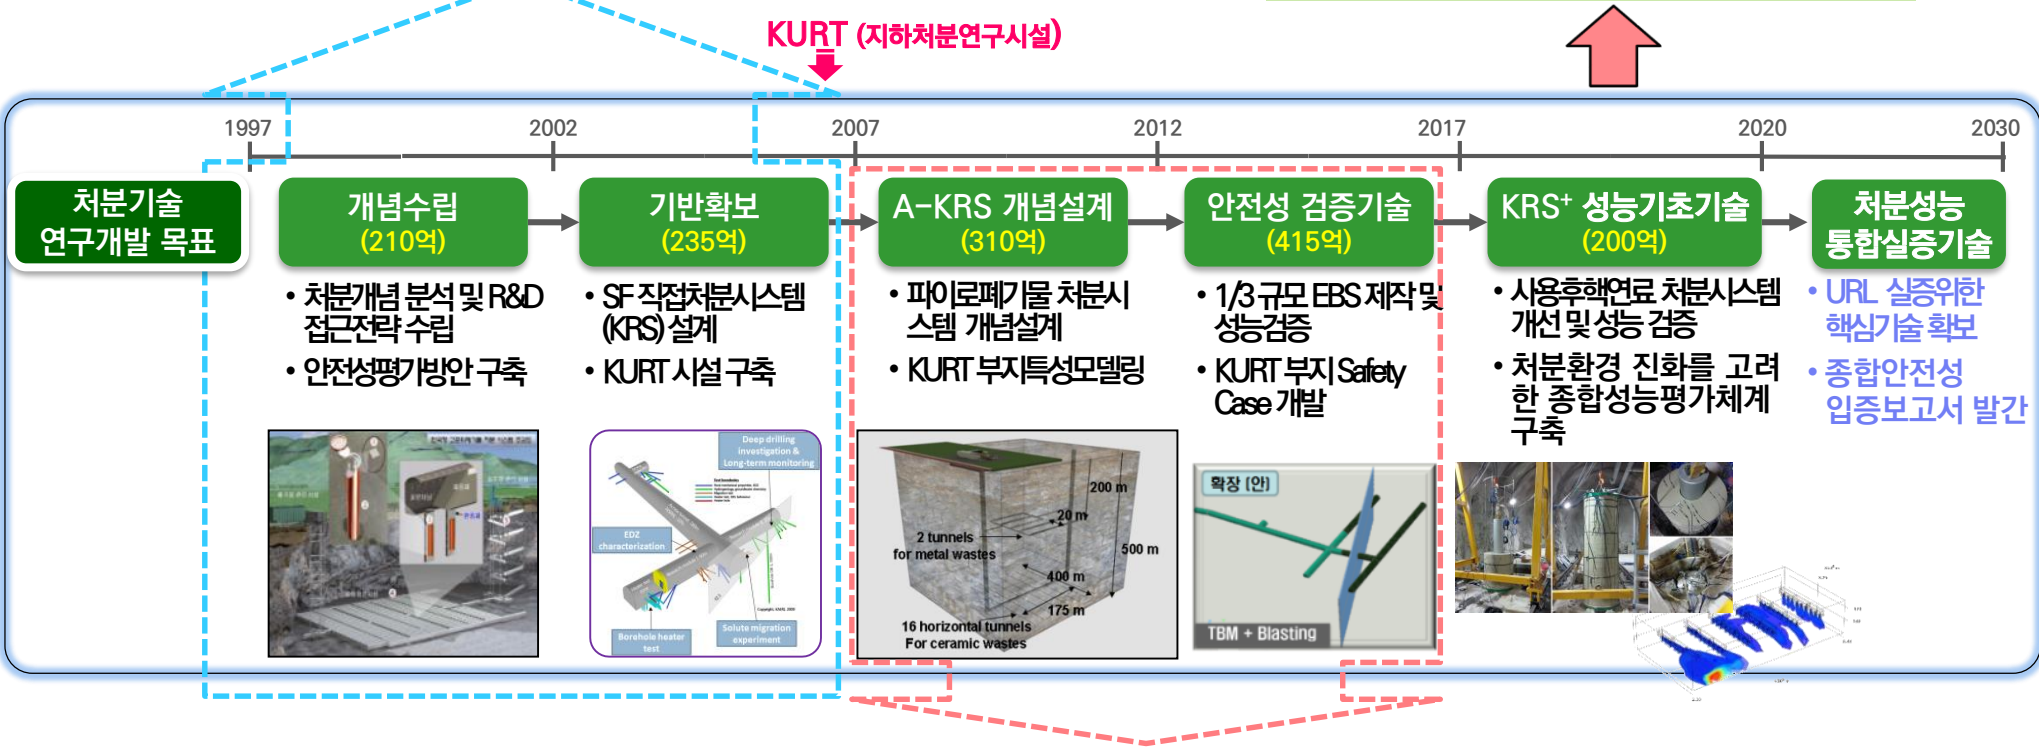 KURT (지하처분연구시설)
1997
2002
2007
2012
2017
2020
2030
처분기술
연구개발 목표
개념수립
(210억)
기반확보
(235억)
A-KRS 개념설계
(310억)
안전성 검증기술
(415억)
KRS+ 성능기초기술
(200억)
처분성능
통합실증기술
• 처분개념 분석 및 R&D
접근전략 수립
• 안전성평가방안 구축
• SF 직접처분시스템
(KRS) 설계
• KURT 시설 구축
• 파이로폐기물 처분시
스템 개념설계
• KURT 부지특성모델링
• 1/3 규모 EBS 제작 및
성능검증
• KURT 부지 Safety
Case 개발
• 사용후핵연료 처분시스템
개선 및 성능 검증
• 처분환경 진화를 고려
한 종합성능평가체계
구축
• URL 실증위한
핵심기술 확보
• 종합안전성
입증보고서 발간
Deep drilling
investigation &
Long-term monitoring
EDZ
characterization
Borehole heater
test
Solute migration
experiment
200 m
20 m
2 tunnels
for metal wastes
500 m
400 m
175 m
16 horizontal tunnels
For ceramic wastes
확장 (안)
TBM + Blasting